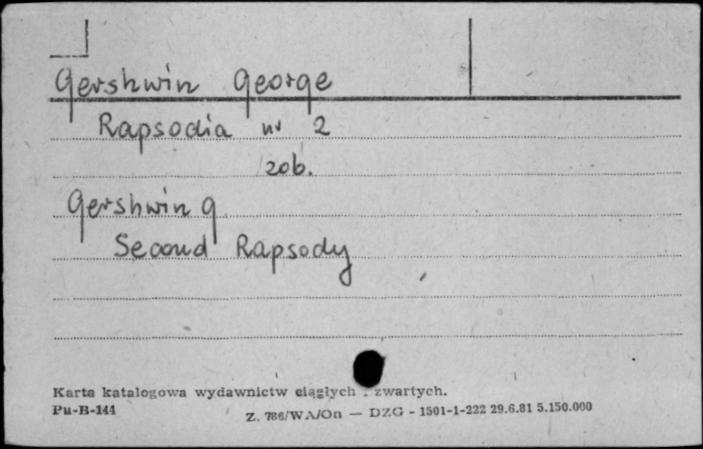 Gershwin George
Rapsodia nr 2
zob.
Gershwin G
Second Rapsody
Karta katalogowa wydawnictw ciągłych i zwartych.
Pu-B-144
Z. 786/WA/On — DZG - 1501-1-222 29.6.81 5.150.000